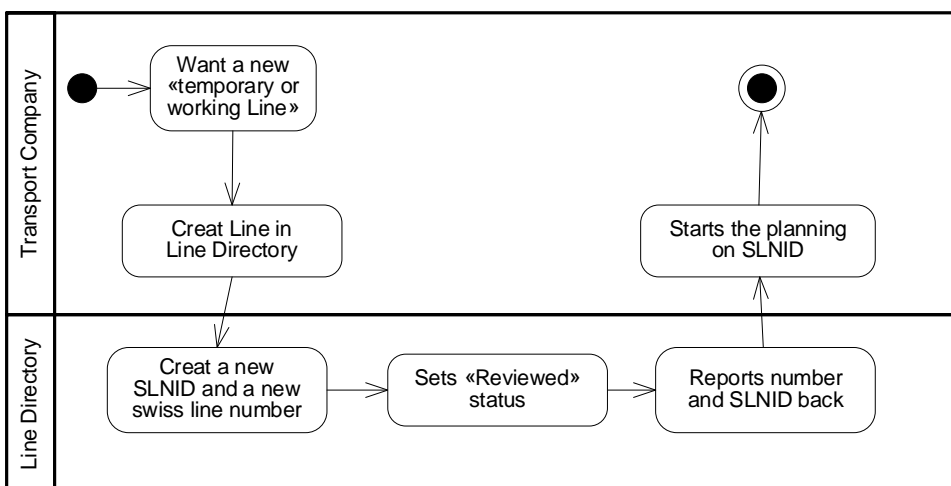 Transport Company
Want a new
«temporary or
working Line»
Creat Line in
Line Directory
Starts the planning
on SLNID
Line Directory
Creat a new
SLNID and a new
swiss line number
Sets «Reviewed»
status
Reports number
and SLNID back